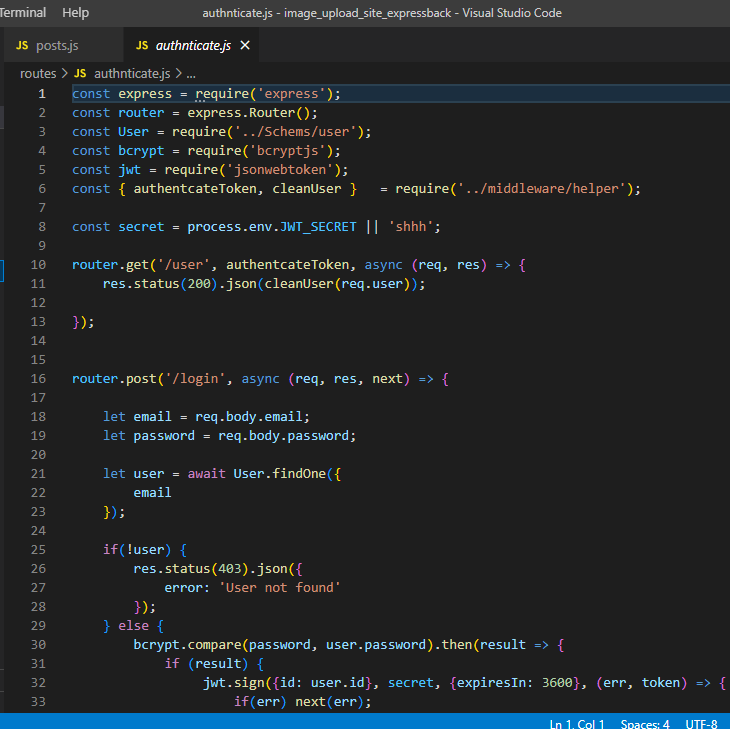 Terminal Help authnticate.js - image_upload_site_expressback - Visual Studio Code
JS posts.js JS authnticate.js ×
routes > JS authnticate.js > ...
1 const express = require('express');
2 const router = express.Router();
3 const User = require('../Schems/user');
4 const bcrypt = require('bcryptjs');
5 const jwt = require('jsonwebtoken');
6 const { authentcateToken, cleanUser }   = require('../middleware/helper');
7
8 const secret = process.env.JWT_SECRET || 'shhh';
9
10 router.get('/user', authentcateToken, async (req, res) => {
11     res.status(200).json(cleanUser(req.user));
12
13 });
14
15
16 router.post('/login', async (req, res, next) => {
17
18     let email = req.body.email;
19     let password = req.body.password;
20
21     let user = await User.findOne({
22         email
23     });
24
25     if(!user) {
26         res.status(403).json({
27             error: 'User not found'
28         });
29     } else {
30         bcrypt.compare(password, user.password).then(result => {
31             if (result) {
32                  jwt.sign({id: user.id}, secret, {expiresIn: 3600}, (err, token) => {
33                      if(err) next(err);
Ln 1, Col 1 Spaces: 4 UTF-8